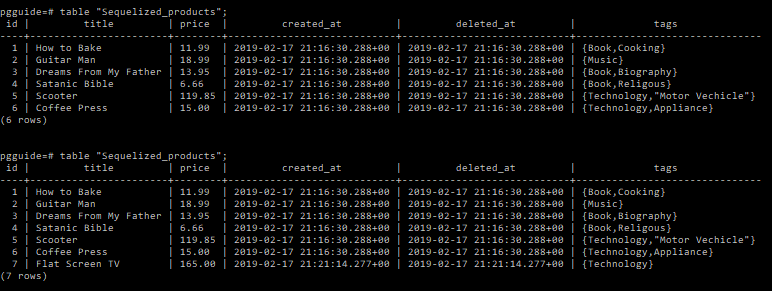 pgguide=# table "Sequelized_products";
 id |        title         | price  |         created_at         |         deleted_at         |             tags
----+----------------------+--------+----------------------------+----------------------------+------------------------------
  1 | How to Bake          | 11.99  | 2019-02-17 21:16:30.288+00 | 2019-02-17 21:16:30.288+00 | {Book,Cooking}
  2 | Guitar Man           | 18.99  | 2019-02-17 21:16:30.288+00 | 2019-02-17 21:16:30.288+00 | {Music}
  3 | Dreams From My Father | 13.95  | 2019-02-17 21:16:30.288+00 | 2019-02-17 21:16:30.288+00 | {Book,Biography}
  4 | Satanic Bible        | 6.66   | 2019-02-17 21:16:30.288+00 | 2019-02-17 21:16:30.288+00 | {Book,Religous}
  5 | Scooter              | 119.85 | 2019-02-17 21:16:30.288+00 | 2019-02-17 21:16:30.288+00 | {Technology,"Motor Vechicle"}
  6 | Coffee Press         | 15.00  | 2019-02-17 21:16:30.288+00 | 2019-02-17 21:16:30.288+00 | {Technology,Appliance}
(6 rows)
pgguide=# table "Sequelized_products";
 id |        title         | price  |         created_at         |         deleted_at         |             tags
----+----------------------+--------+----------------------------+----------------------------+------------------------------
  1 | How to Bake          | 11.99  | 2019-02-17 21:16:30.288+00 | 2019-02-17 21:16:30.288+00 | {Book,Cooking}
  2 | Guitar Man           | 18.99  | 2019-02-17 21:16:30.288+00 | 2019-02-17 21:16:30.288+00 | {Music}
  3 | Dreams From My Father | 13.95  | 2019-02-17 21:16:30.288+00 | 2019-02-17 21:16:30.288+00 | {Book,Biography}
  4 | Satanic Bible        | 6.66   | 2019-02-17 21:16:30.288+00 | 2019-02-17 21:16:30.288+00 | {Book,Religous}
  5 | Scooter              | 119.85 | 2019-02-17 21:16:30.288+00 | 2019-02-17 21:16:30.288+00 | {Technology,"Motor Vechicle"}
  6 | Coffee Press         | 15.00  | 2019-02-17 21:16:30.288+00 | 2019-02-17 21:16:30.288+00 | {Technology,Appliance}
  7 | Flat Screen TV       | 165.00 | 2019-02-17 21:21:14.277+00 | 2019-02-17 21:21:14.277+00 | {Technology}
(7 rows)